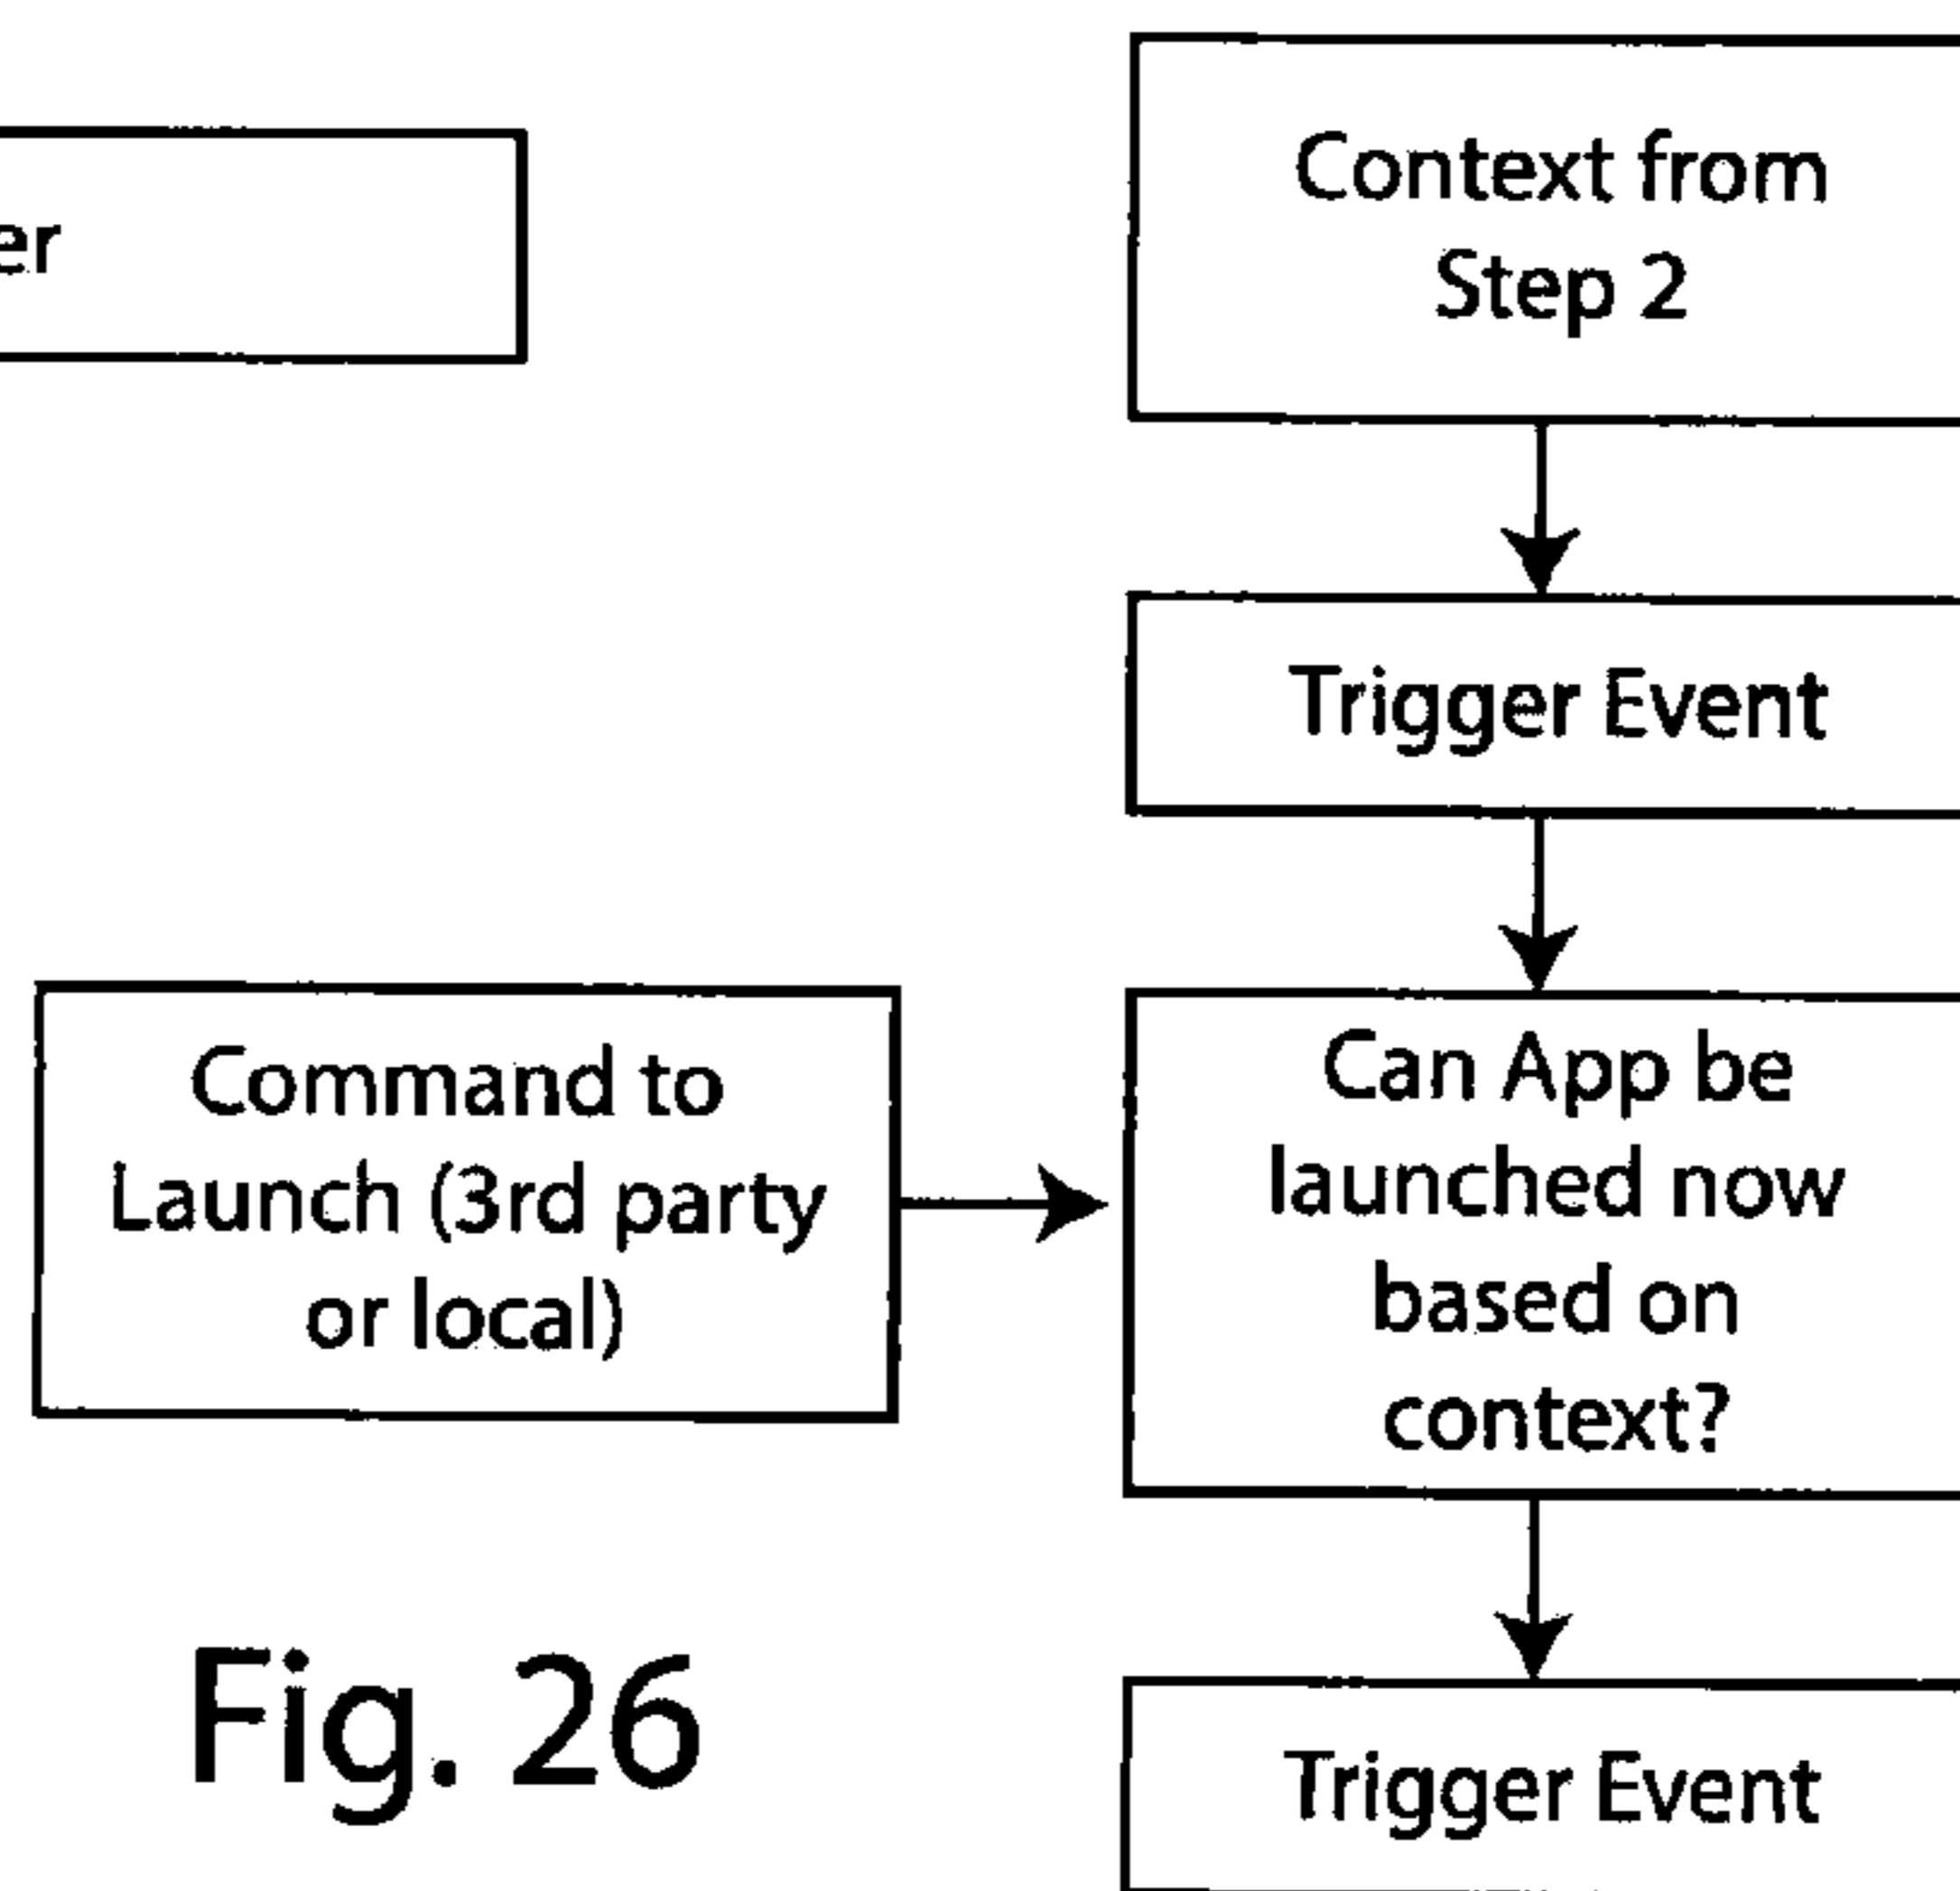 Context from
Step 2
Trigger Event
Command to
Launch (3rd party
or local)
Can App be
launched now
based on
context?
Fig. 26
Trigger Event